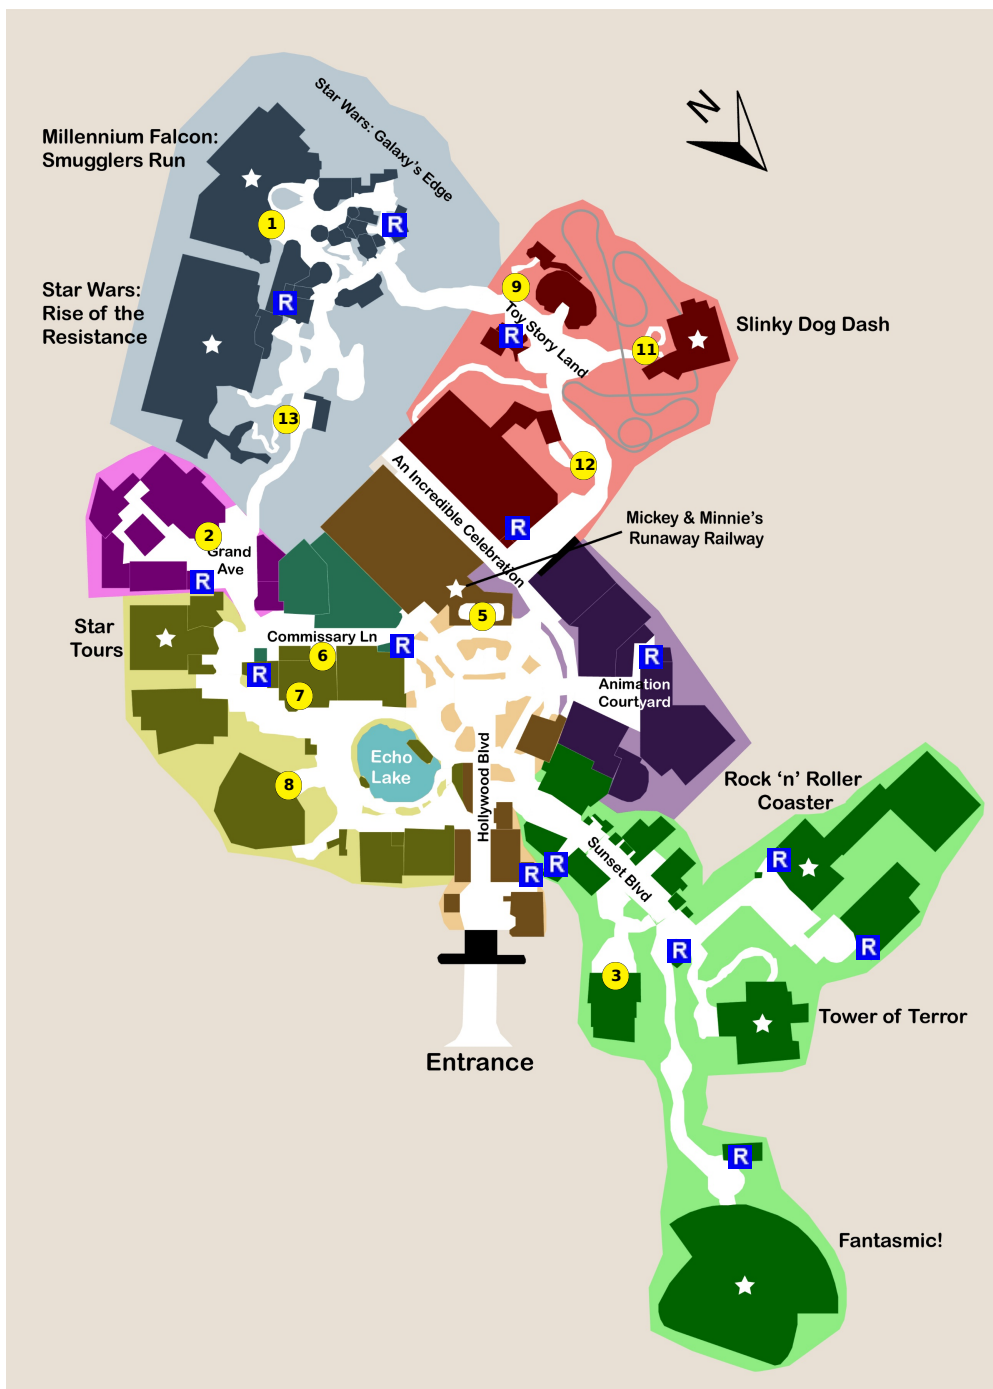 N
Star Wars: Galaxy's Edge
Millennium Falcon:
Smugglers Run
1
R
Star Wars:
Rise of the
Resistance
R
9
Toy Story Land
R
11
Slinky Dog Dash
13
12
An Incredible Celebration
R
Mickey & Minnie's
Runaway Railway
2
Grand
Ave
R
5
Star
Tours
Commissary Ln
R
6
R
7
R
Animation
Courtyard
Echo
Lake
8
Hollywood Blvd
Rock 'n' Roller
Coaster
Sunset Blvd
R
R
R
R
R
3
Tower of Terror
Entrance
R
Fantasmic!